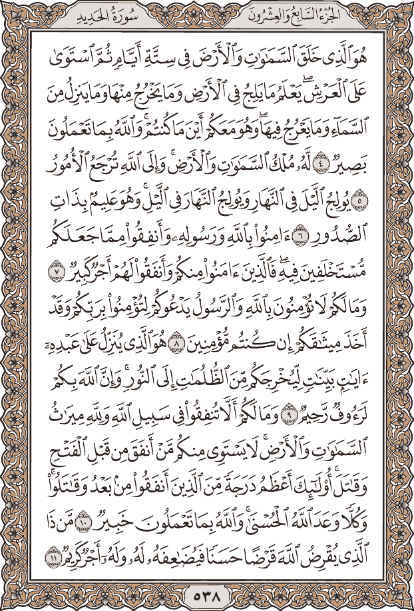 الجزء السابع والعشرون
سورة الحديد
هُوَ ٱلَّذِى خَلَقَ ٱلسَّمَٰوَٰتِ وَٱلْأَرْضَ فِى سِتَّةِ أَيَّامٍ ثُمَّ ٱسْتَوَىٰ
عَلَى ٱلْعَرْشِ ۖ يَعْلَمُ مَا يَلِجُ فِى ٱلْأَرْضِ وَمَا يَخْرُجُ مِنْهَا وَمَا يَنزِلُ مِنَ
ٱلسَّمَآءِ وَمَا يَعْرُجُ فِيهَا ۖ وَهُوَ مَعَكُمْ أَيْنَ مَا كُنتُمْ ۚ وَٱللَّهُ بِمَا تَعْمَلُونَ
بَصِيرٌ ٤ لَّهُۥ مُلْكُ ٱلسَّمَٰوَٰتِ وَٱلْأَرْضِ ۚ وَإِلَى ٱللَّهِ تُرْجَعُ ٱلْأُمُورُ
٥ يُولِجُ ٱلَّيْلَ فِى ٱلنَّهَارِ وَيُولِجُ ٱلنَّهَارَ فِى ٱلَّيْلِ ۚ وَهُوَ عَلِيمٌۢ بِذَاتِ
ٱلصُّدُورِ ٦ ءَامِنُوا۟ بِٱللَّهِ وَرَسُولِهِۦ وَأَنفِقُوا۟ مِمَّا جَعَلَكُم
مُّسْتَخْلَفِينَ فِيهِ ۖ فَٱلَّذِينَ ءَامَنُوا۟ مِنكُمْ وَأَنفَقُوا۟ لَهُمْ أَجْرٌ كَبِيرٌ ٧
وَمَا لَكُمْ لَا تُؤْمِنُونَ بِٱللَّهِ ۙ وَٱلرَّسُولُ يَدْعُوكُمْ لِتُؤْمِنُوا۟ بِرَبِّكُمْ وَقَدْ
أَخَذَ مِيثَٰقَكُمْ إِن كُنتُم مُّؤْمِنِينَ ٨ هُوَ ٱلَّذِى يُنَزِّلُ عَلَىٰ عَبْدِهِۦٓ
ءَايَٰتٍۭ بَيِّنَٰتٍ لِّيُخْرِجَكُم مِّنَ ٱلظُّلُمَٰتِ إِلَى ٱلنُّورِ ۚ وَإِنَّ ٱللَّهَ بِكُمْ
لَرَءُوفٌ رَّحِيمٌ ٩ وَمَا لَكُمْ أَلَّا تُنفِقُوا۟ فِى سَبِيلِ ٱللَّهِ وَلِلَّهِ مِيرَٰثُ
ٱلسَّمَٰوَٰتِ وَٱلْأَرْضِ ۚ لَا يَسْتَوِى مِنكُم مَّنْ أَنفَقَ مِن قَبْلِ ٱلْفَتْحِ
وَقَٰتَلَ ۚ أُو۟لَٰٓئِكَ أَعْظَمُ دَرَجَةً مِّنَ ٱلَّذِينَ أَنفَقُوا۟ مِنۢ بَعْدُ وَقَٰتَلُوا۟ ۚ
وَكُلًّا وَعَدَ ٱللَّهُ ٱلْحُسْنَىٰ ۚ وَٱللَّهُ بِمَا تَعْمَلُونَ خَبِيرٌ ١٠ مَّن ذَا
ٱلَّذِى يُقْرِضُ ٱللَّهَ قَرْضًا حَسَنًا فَيُضَٰعِفَهُۥ لَهُۥ وَلَهُۥٓ أَجْرٌ كَرِيمٌ ١١
٥٣٨